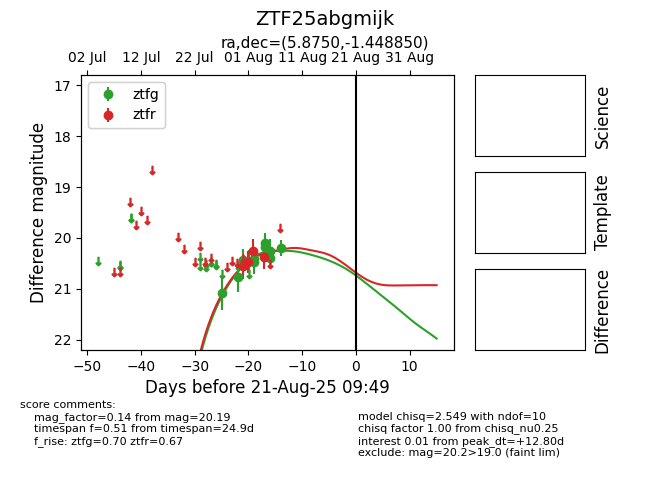 ZTF25abgmijk
ra,dec=(5.8750,-1.448850)
02 Jul 12 Jul 22 Jul 01 Aug 11 Aug 21 Aug 31 Aug
17
18
19
20
21
22
Difference magnitude
ztfg
ztfr
−50 −40 −30 −20 −10 0 10
Days before 21-Aug-25 09:49
Science
Template
Difference
score comments:
mag_factor=0.14 from mag=20.19
timespan f=0.51 from timespan=24.9d
f_rise: ztfg=0.70 ztfr=0.67
model chisq=2.549 with ndof=10
chisq factor 1.00 from chisq_nu0.25
interest 0.01 from peak_dt=+12.80d
exclude: mag=20.2>19.0 (faint lim)